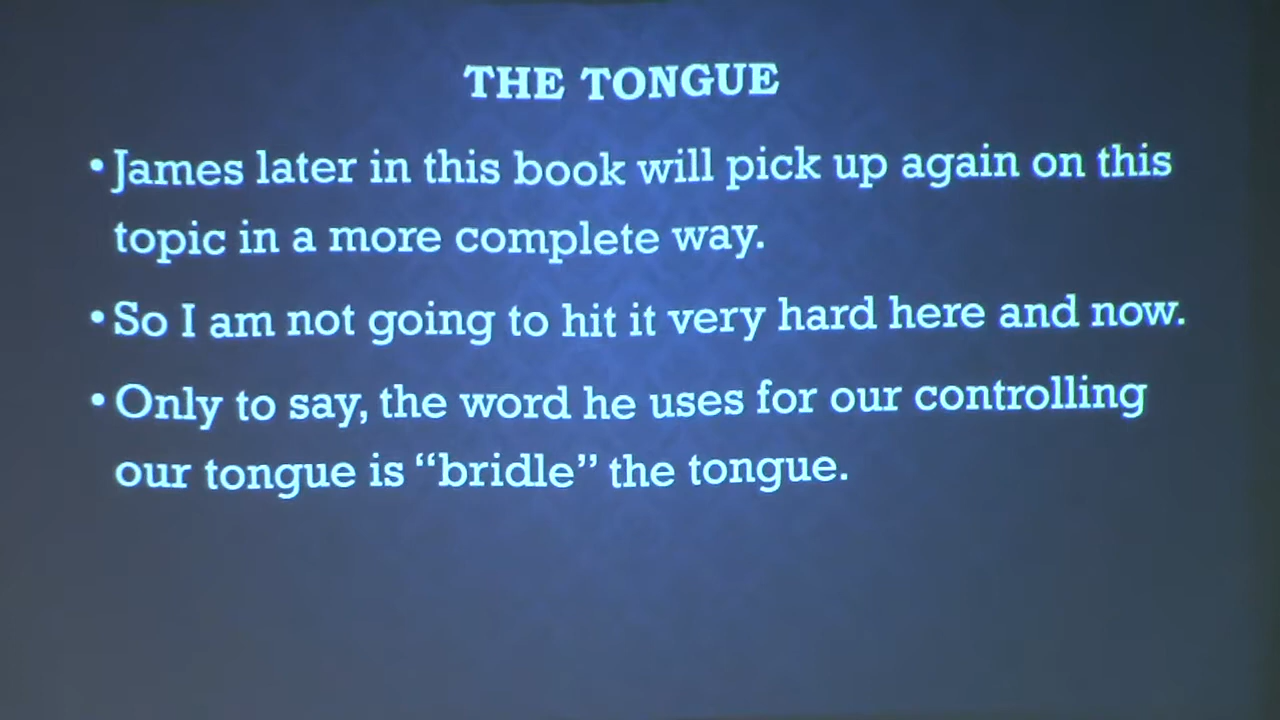 THE TONGUE
• James later in this book will pick up again on this
topic in a more complete way.
• So I am not going to hit it very hard here and now.
• Only to say, the word he uses for our controlling
our tongue is “bridle” the tongue.